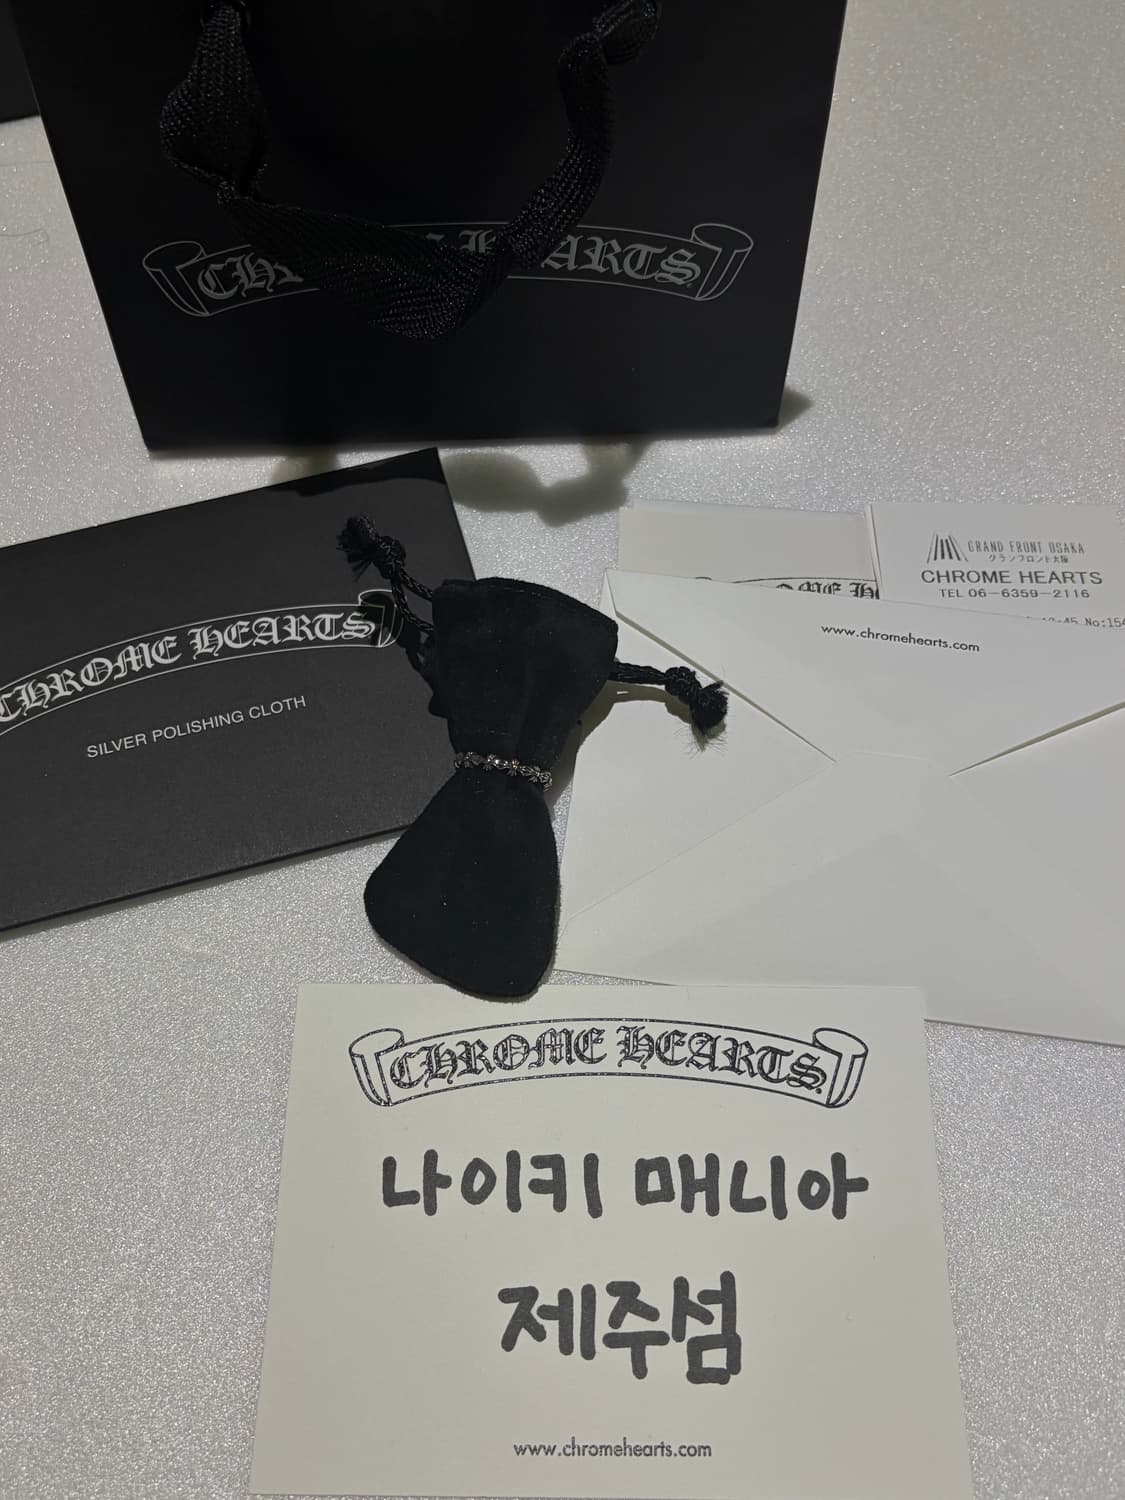 CHROME HEARTS
CHROME HEARTS
SILVER POLISHING CLOTH
GRAND FRONT OSAKA
グランフロント大阪
CHROME HEARTS
TEL 06-6359-2116
No:154
www.chromehearts.com
CHROME HEARTS
나이키 매니아
제주섬
www.chromehearts.com